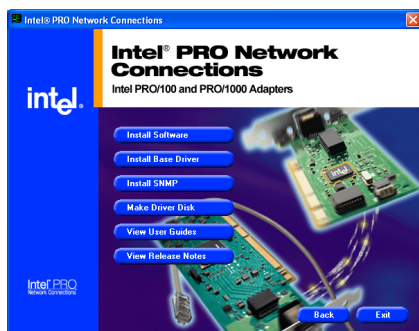 Intel® PRO Network Connections
Intel® PRO Network
Connections
Intel PRO/100 and PRO/1000 Adapters
intel®
Install Software
Install Base Driver
Install SNMP
Make Driver Disk
View User Guides
View Release Notes
intel
Intel® PRO
Network Connections
Back
Exit